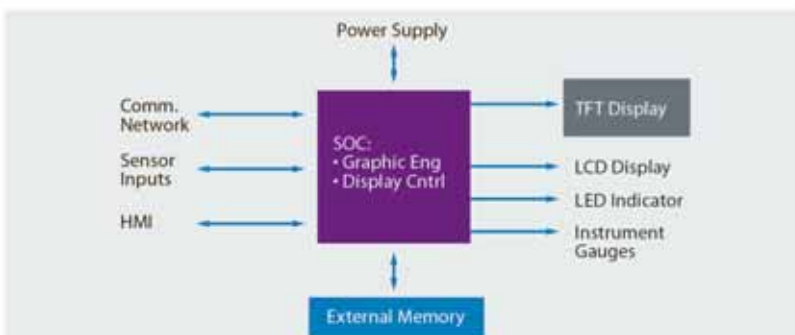 Power Supply
Comm.
Network
Sensor
Inputs
HMI
SOC:
• Graphic Eng
• Display Cntrl
TFT Display
LCD Display
LED Indicator
Instrument
Gauges
External Memory